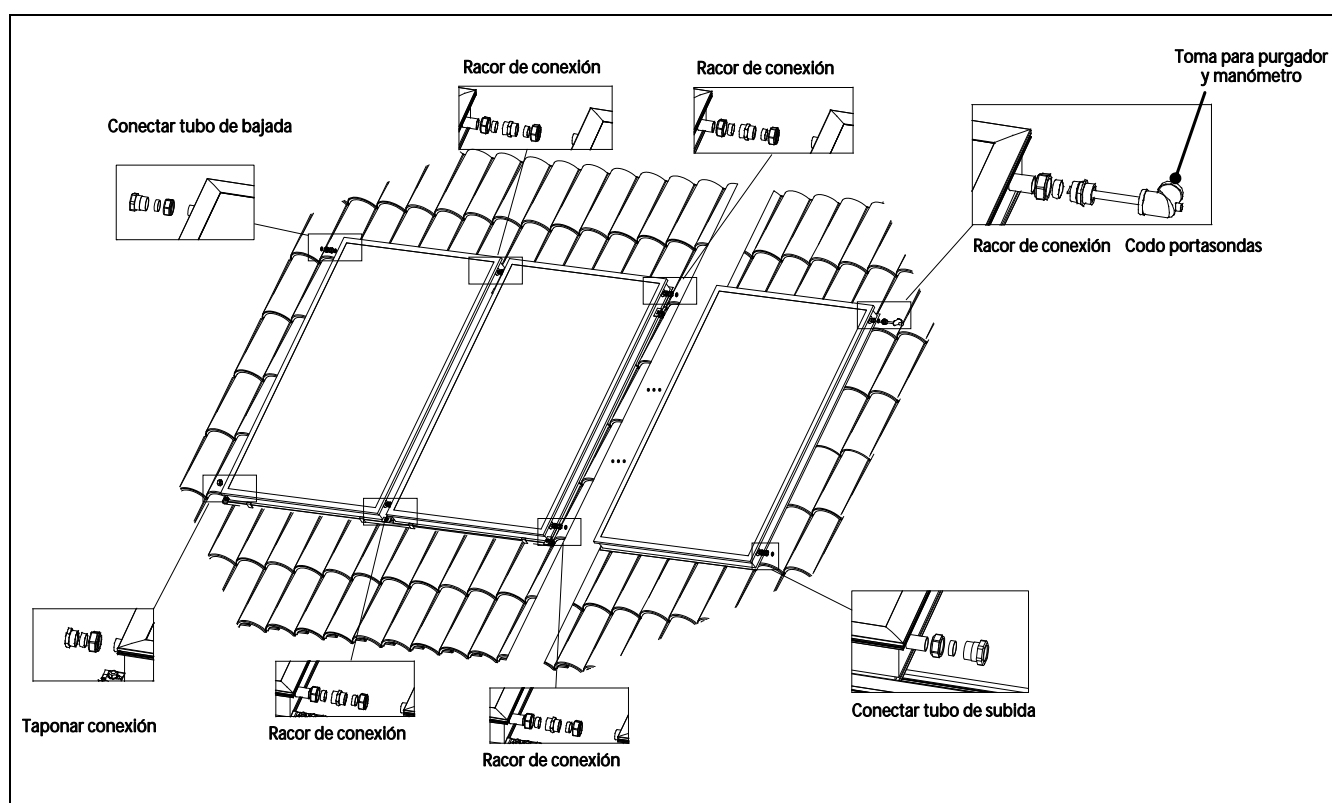 Toma para purgador
y manómetro
Racor de conexión
Racor de conexión
Conectar tubo de bajada
Racor de conexión
Codo portasondas
Taponar conexión
Racor de conexión
Racor de conexión
Conectar tubo de subida